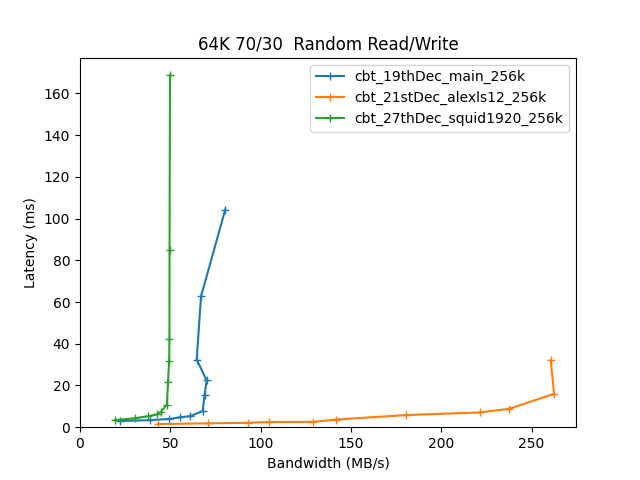 64K 70/30  Random Read/Write
cbt_19thDec_main_256k
cbt_21stDec_alexls12_256k
cbt_27thDec_squid1920_256k
Latency (ms)
160
140
120
100
80
60
40
20
0
0 50 100 150 200 250
Bandwidth (MB/s)